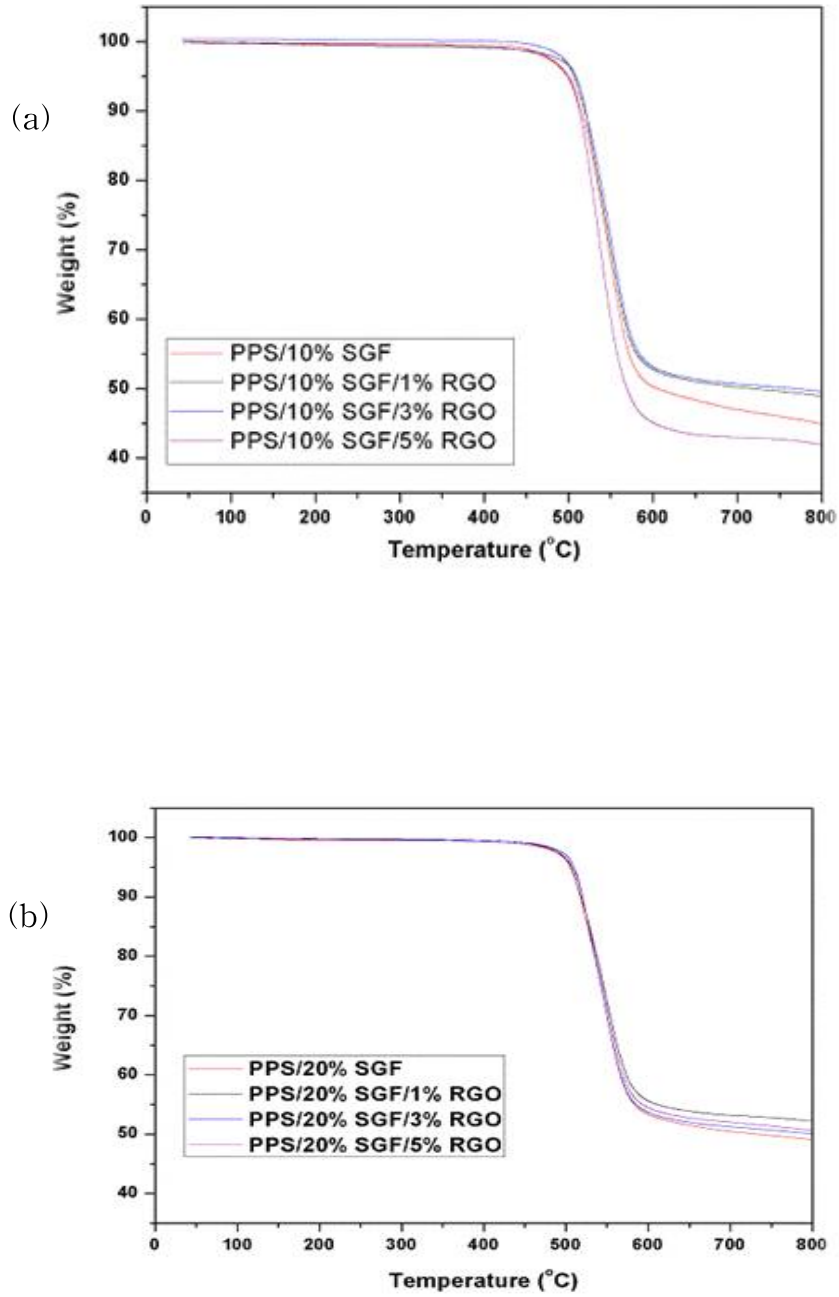 (a)
100
90
80
70
60
50
40
Weight (%)
PPS/10% SGF
PPS/10% SGF/1% RGO
PPS/10% SGF/3% RGO
PPS/10% SGF/5% RGO
0 100 200 300 400 500 600 700 800
Temperature (°C)
(b)
100
90
80
70
60
50
40
Weight (%)
PPS/20% SGF
PPS/20% SGF/1% RGO
PPS/20% SGF/3% RGO
PPS/20% SGF/5% RGO
0 100 200 300 400 500 600 700 800
Temperature (°C)